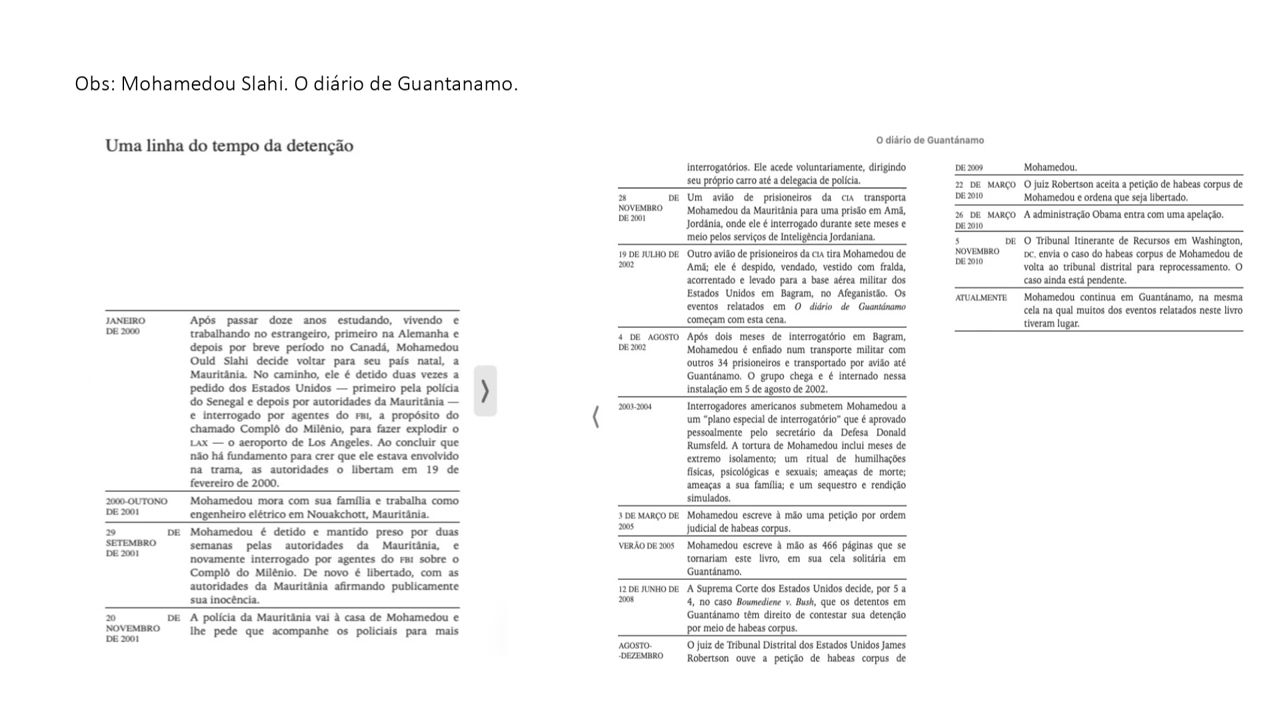 Obs: Mohamedou Slahi. O diário de Guantanamo.
Uma linha do tempo da detenção
JANEIRO DE 2000
Após passar doze anos estudando, vivendo e
trabalhando no estrangeiro, primeiro na Alemanha e
depois por breve período no Canadá, Mohamedou
Ould Slahi decide voltar para seu país natal, a
Mauritânia. No caminho, ele é detido duas vezes a
pedido dos Estados Unidos — primeiro pela polícia
do Senegal e depois por autoridades da Mauritânia —
e interrogado por agentes do FBI, a propósito do
chamado Complô do Milênio, para fazer explodir o
LAX — o aeroporto de Los Angeles. Ao concluir que
não há fundamento para crer que ele estava envolvido
na trama, as autoridades o libertam em 19 de
fevereiro de 2000.
2000-OUTONO DE 2001
Mohamedou mora com sua família e trabalha como
engenheiro elétrico em Nouakchott, Mauritânia.
29 DE SETEMBRO DE 2001
Mohamedou é detido e mantido preso por duas
semanas pelas autoridades da Mauritânia, e
novamente interrogado por agentes do FBI sobre o
Complô do Milênio. De novo é libertado, com as
autoridades da Mauritânia afirmando publicamente
sua inocência.
20 DE NOVEMBRO DE 2001
A polícia da Mauritânia vai à casa de Mohamedou e
lhe pede que acompanhe os policiais para mais
O diário de Guantánamo
interrogatórios. Ele acede voluntariamente, dirigindo
seu próprio carro até a delegacia de polícia.
28 DE NOVEMBRO DE 2001
Um avião de prisioneiros da CIA transporta
Mohamedou da Mauritânia para uma prisão em Amã,
Jordânia, onde ele é interrogado durante sete meses e
meio pelos serviços de Inteligência Jordaniana.
19 DE JULHO DE 2002
Outro avião de prisioneiros da CIA tira Mohamedou de
Amã; ele é despido, vendado, vestido com fralda,
acorrentado e levado para a base aérea militar dos
Estados Unidos em Bagram, no Afeganistão. Os
eventos relatados em O diário de Guantánamo
começam com esta cena.
4 DE AGOSTO DE 2002
Após dois meses de interrogatório em Bagram,
Mohamedou é enfiado num transporte militar com
outros 34 prisioneiros e transportado por avião até
Guantánamo. O grupo chega e é internado nessa
instalação em 5 de agosto de 2002.
2003-2004
Interrogadores americanos submetem Mohamedou a
um “plano especial de interrogatório” que é aprovado
pessoalmente pelo secretário da Defesa Donald
Rumsfeld. A tortura de Mohamedou inclui meses de
extremo isolamento; um ritual de humilhações
físicas, psicológicas e sexuais; ameaças de morte;
ameaças a sua família; e um sequestro e rendição
simulados.
3 DE MARÇO DE 2005
Mohamedou escreve à mão uma petição por ordem
judicial de habeas corpus.
VERÃO DE 2005
Mohamedou escreve à mão as 466 páginas que se
tornariam este livro, em sua cela solitária em
Guantánamo.
12 DE JUNHO DE 2008
A Suprema Corte dos Estados Unidos decide, por 5 a
4, no caso Boumediene v. Bush, que os detentos em
Guantánamo têm direito de contestar sua detenção
por meio de habeas corpus.
AGOSTO-
-DEZEMBRO
O juiz de Tribunal Distrital dos Estados Unidos James
Robertson ouve a petição de habeas corpus de
DE 2009
Mohamedou.
22 DE MARÇO DE 2010
O juiz Robertson aceita a petição de habeas corpus de
Mohamedou e ordena que seja libertado.
26 DE MARÇO DE 2010
A administração Obama entra com uma apelação.
5 DE NOVEMBRO DE 2010
O Tribunal Itinerante de Recursos em Washington,
DC, envia o caso do habeas corpus de Mohamedou de
volta ao tribunal distrital para reprocessamento. O
caso ainda está pendente.
ATUALMENTE
Mohamedou continua em Guantánamo, na mesma
cela na qual muitos dos eventos relatados neste livro
tiveram lugar.